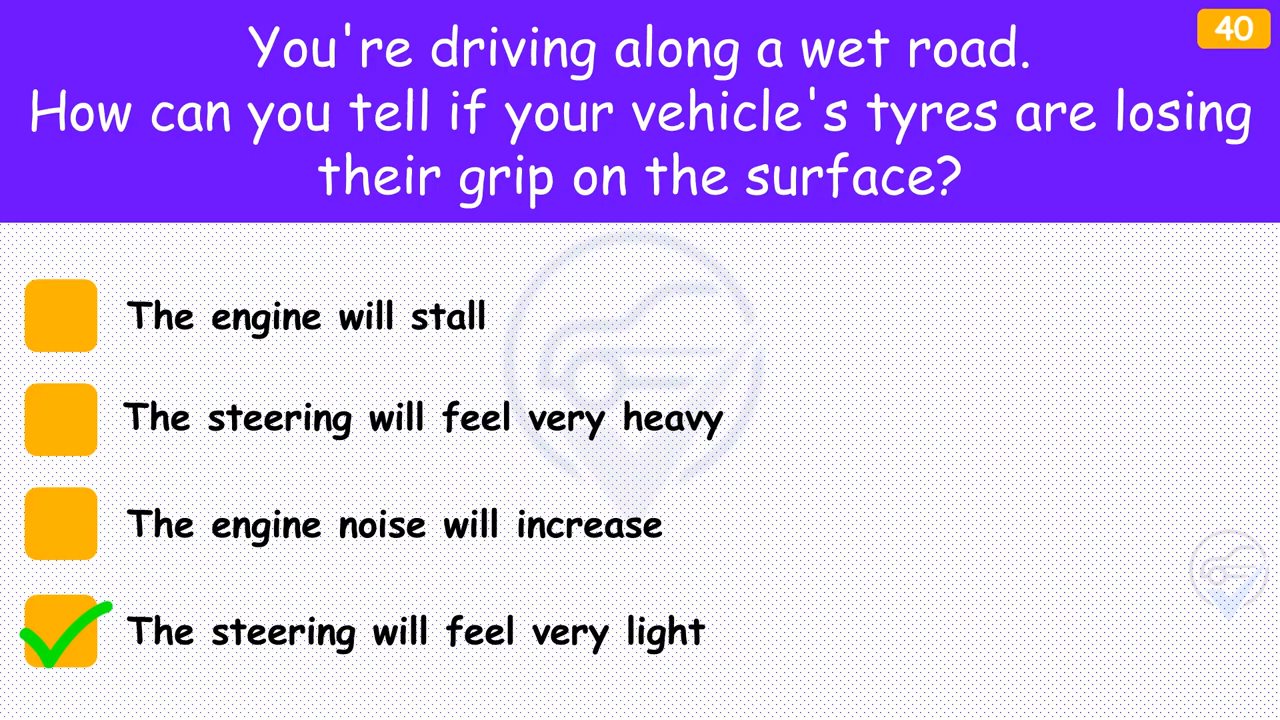 40
You're driving along a wet road.
How can you tell if your vehicle's tyres are losing
their grip on the surface?
The engine will stall
The steering will feel very heavy
The engine noise will increase
The steering will feel very light